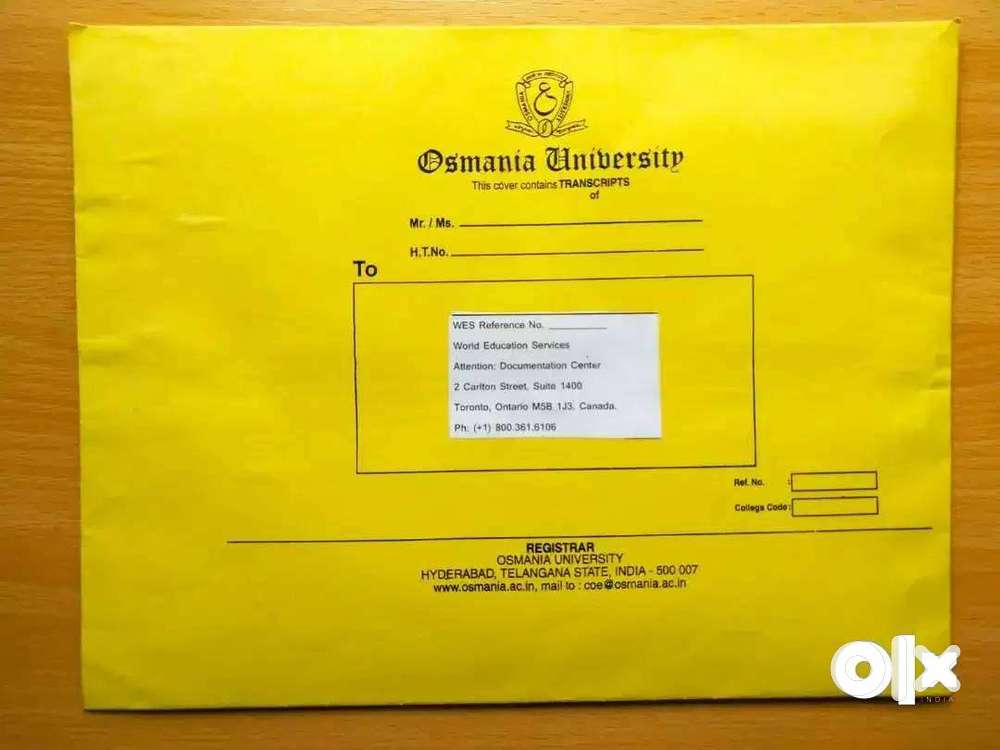 Osmania University
This cover contains TRANSCRIPTS
of
Mr. / Ms.
H.T.No.
To
WES Reference No.
World Education Services
Attention: Documentation Center
2 Carlton Street, Suite 1400
Toronto, Ontario M5B 1J3, Canada.
Ph: (+1) 800.361.6106
Ref. No. :
College Code:
REGISTRAR
OSMANIA UNIVERSITY
HYDERABAD, TELANGANA STATE, INDIA - 500 007
www.osmania.ac.in, mail to : coe@osmania.ac.in
olx
INDIA